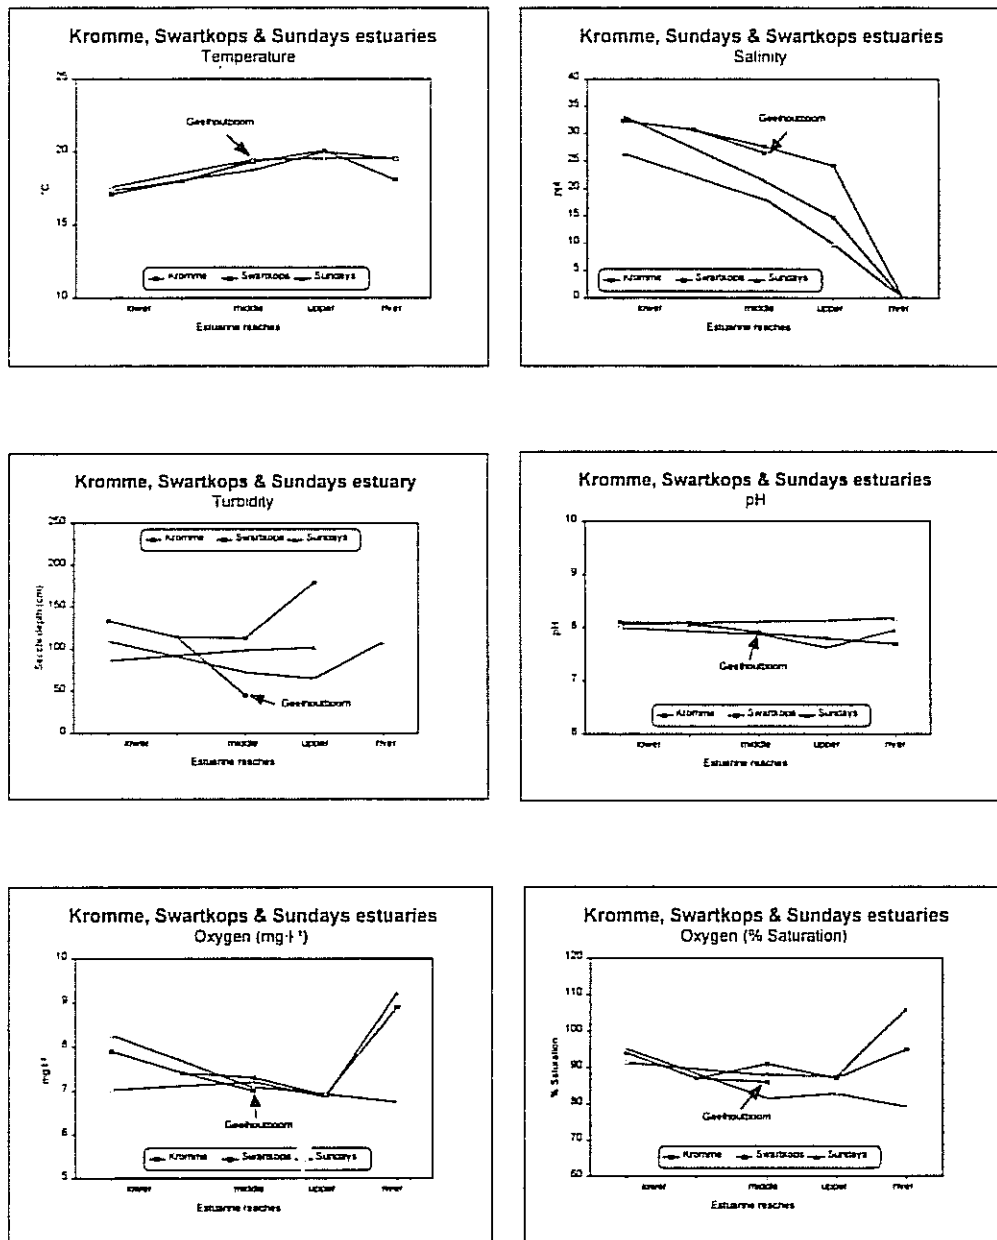 Kromme, Swartkops & Sundays estuaries
Temperature
25
20
15
10
°C
Geelhoutboom
Kromme Swartkops Sundays
lower middle upper river
Estuarine reaches
Kromme, Sundays & Swartkops estuaries
Salinity
40
35
30
25
20
15
10
5
0
Geelhoutboom
Kromme Swartkops Sundays
lower middle upper river
Estuarine reaches
Kromme, Swartkops & Sundays estuary
Turbidity
250
200
150
100
50
0
Secchi depth (cm)
Kromme Swartkops Sundays
Geelhoutboom
lower middle upper river
Estuarine reaches
Kromme, Swartkops & Sundays estuaries
pH
10
9
8
7
6
pH
Geelhoutboom
Kromme Swartkops Sundays
lower middle upper river
Estuarine reaches
Kromme, Swartkops & Sundays estuaries
Oxygen (mg·l⁻¹)
10
9
8
7
6
5
mg·l⁻¹
Geelhoutboom
Kromme Swartkops Sundays
lower middle upper river
Estuarine reaches
Kromme, Swartkops & Sundays estuaries
Oxygen (% Saturation)
120
110
100
90
80
70
60
% Saturation
Geelhoutboom
Kromme Swartkops Sundays
lower middle upper river
Estuarine reaches